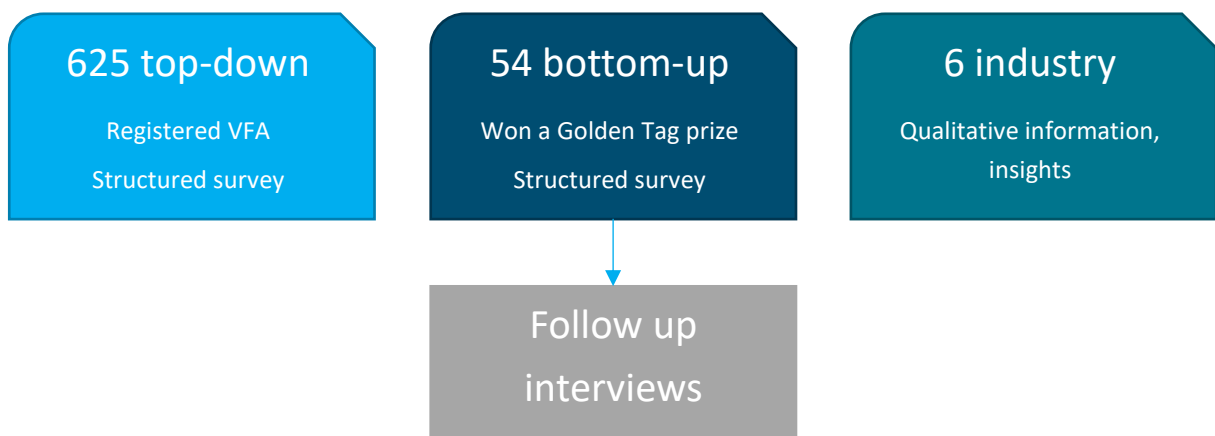 625 top-down
Registered VFA
Structured survey
54 bottom-up
Won a Golden Tag prize
Structured survey
6 industry
Qualitative information,
insights
Follow up
interviews